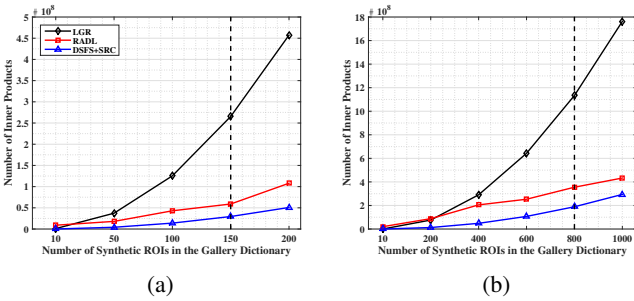 # 10^8
# 10^8
5
4.5
4
3.5
3
2.5
2
1.5
1
0.5
0
Number of Inner Products
LGR
RADL
DSFS+SRC
10 50 100 150 200
Number of Synthetic ROIs in the Gallery Dictionary
(a)
18
16
14
12
10
8
6
4
2
0
Number of Inner Products
10 200 400 600 800 1000
Number of Synthetic ROIs in the Gallery Dictionary
(b)